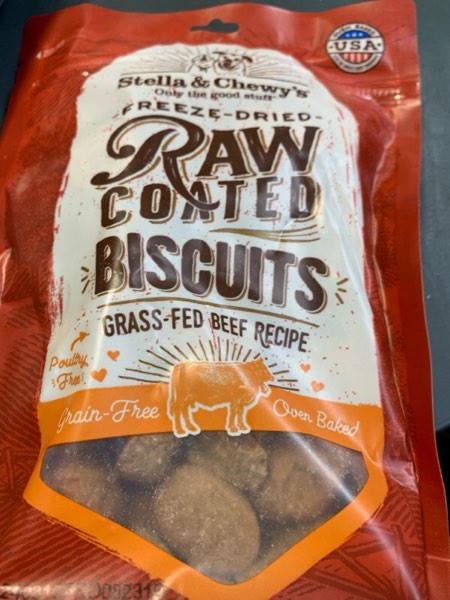 USA
Stella & Chewy's
Only the good stuff
-FREEZE-DRIED-
RAW
COATED
BISCUITS
GRASS-FED BEEF RECIPE
Poultry
Free!
Grain-Free
Oven Baked